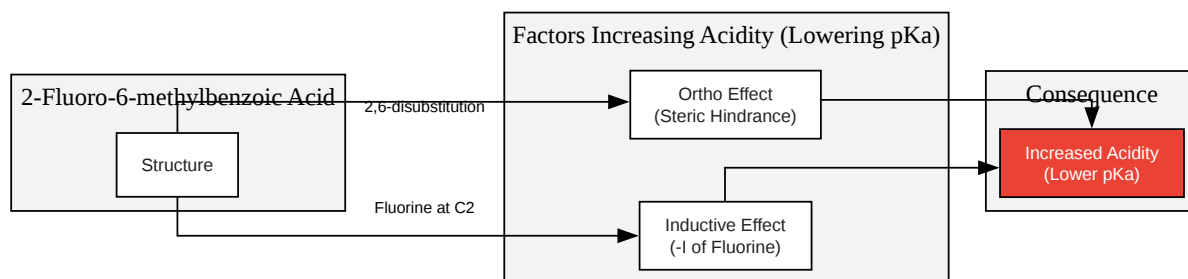 Factors Increasing Acidity (Lowering pKa)
2-Fluoro-6-methylbenzoic Acid
Structure
2,6-disubstitution
Fluorine at C2
Ortho Effect
(Steric Hindrance)
Inductive Effect
(-I of Fluorine)
Consequence
Increased Acidity
(Lower pKa)